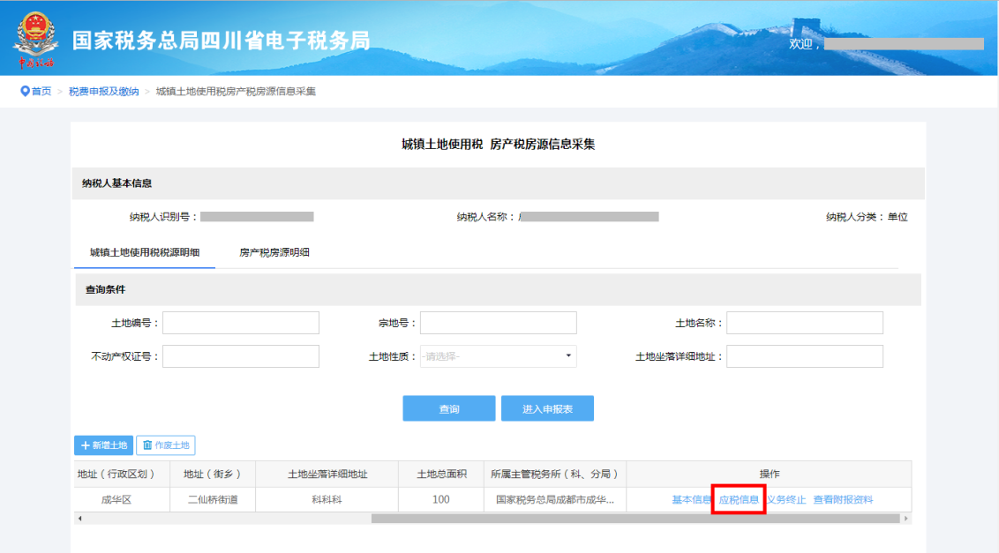 中国税务
国家税务总局四川省电子税务局
欢迎，
首页 > 税费申报及缴纳 > 城镇土地使用税房产税房源信息采集
城镇土地使用税 房产税房源信息采集
纳税人基本信息
纳税人识别号： 纳税人名称： 纳税人分类：单位
城镇土地使用税税源明细 房产税房源明细
查询条件
土地编号： 宗地号： 土地名称：
不动产权证号： 土地性质： -请选择- 土地坐落详细地址：
查询 进入申报表
新增土地 作废土地
地址（行政区划） 地址（街乡） 土地坐落详细地址 土地总面积 所属主管税务所（科、分局） 操作
成华区 二仙桥街道 科科科 100 国家税务总局成都市成华... 基本信息 应税信息 义务终止 查看附报资料